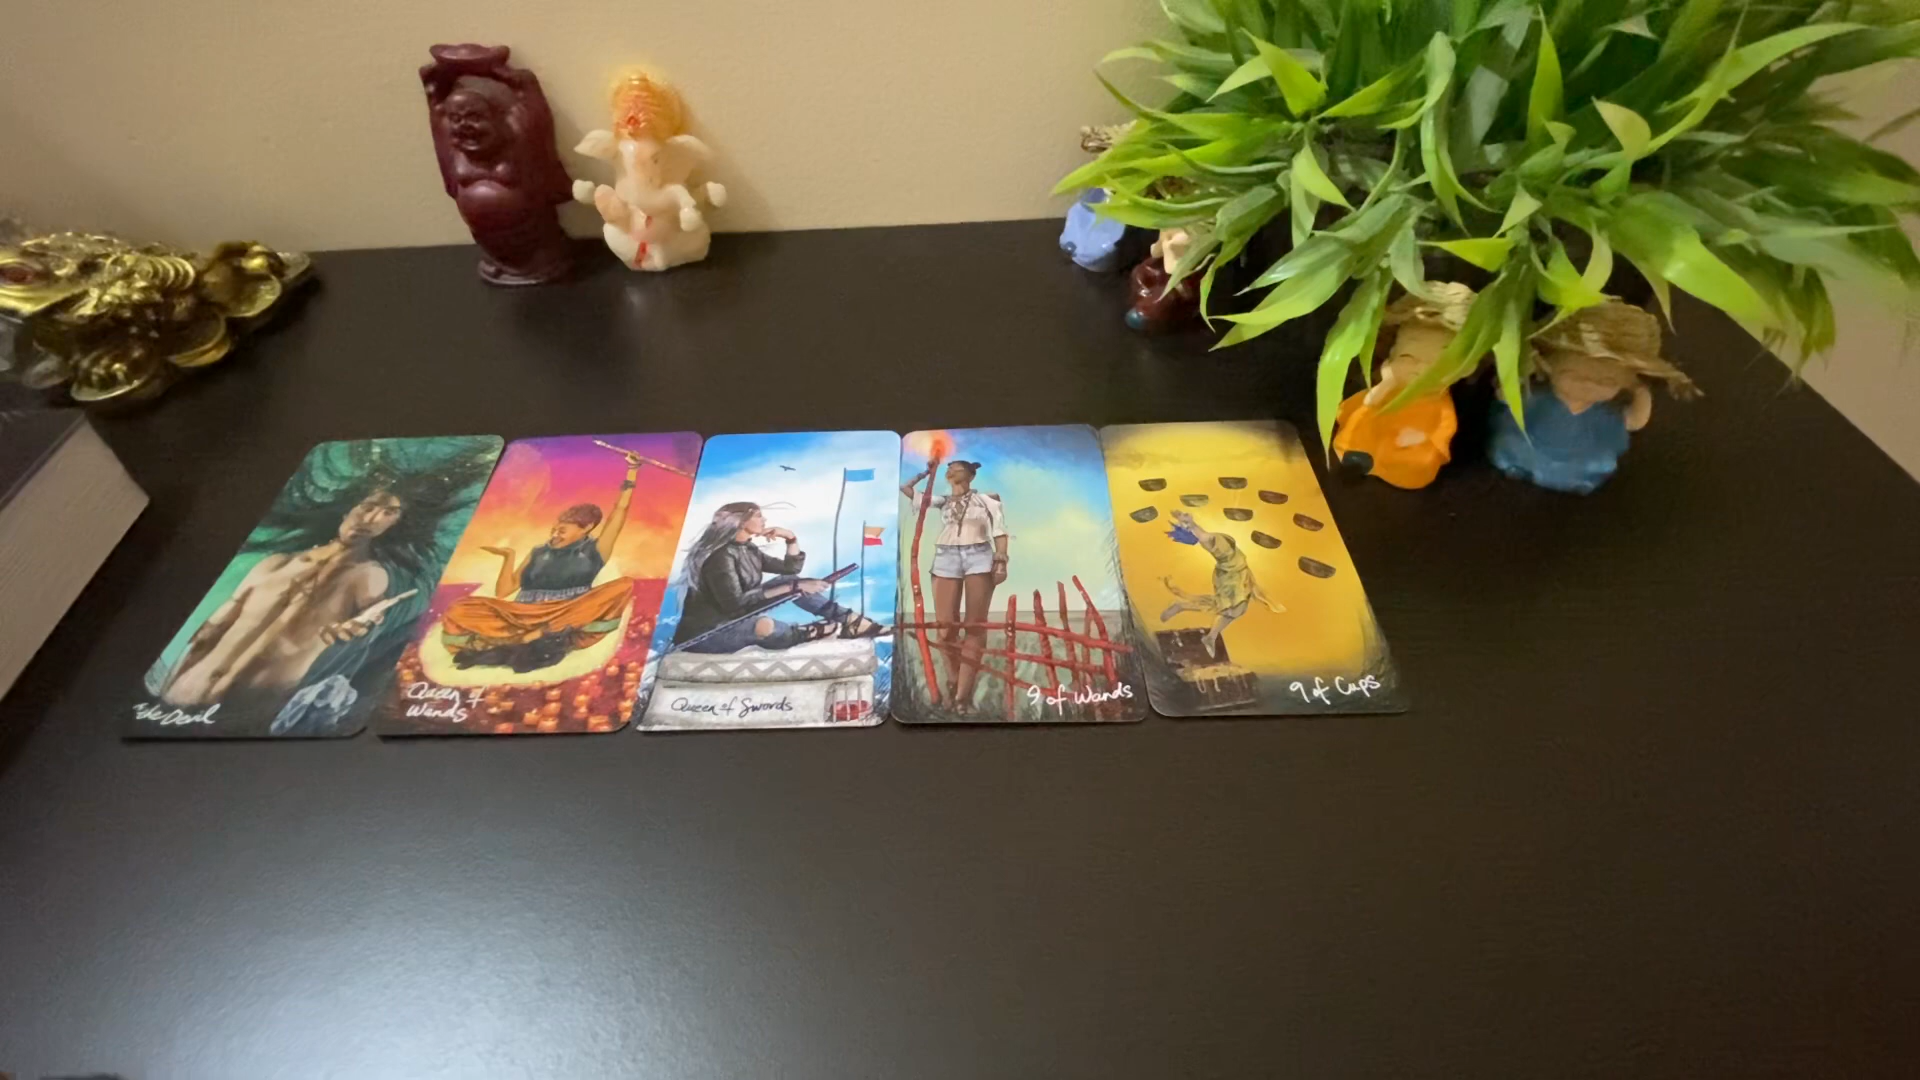 The Devil
Queen of
Wands
Queen of Swords
9 of Wands
9 of Cups